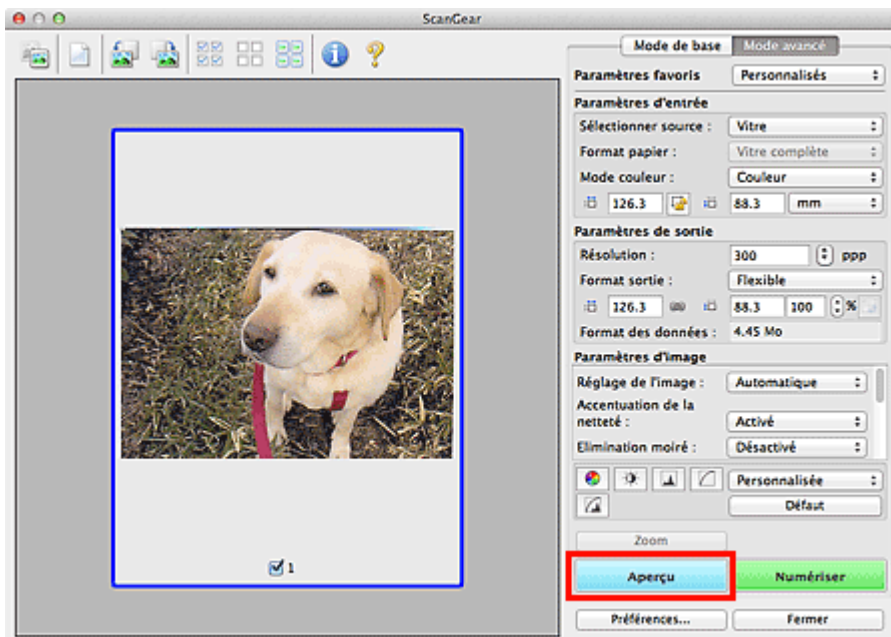 ScanGear
Mode de base Mode avancé
Paramètres favoris Personnalisés
Paramètres d'entrée
Sélectionner source : Vitre
Format papier : Vitre complète
Mode couleur : Couleur
126.3 88.3 mm
Paramètres de sortie
Résolution : 300 ppp
Format sortie : Flexible
126.3 88.3 100 %
Format des données : 4.45 Mo
Paramètres d'image
Réglage de l'image : Automatique
Accentuation de la
netteté : Activé
Elimination moiré : Désactivé
Personnalisée
Défaut
Zoom
1
Aperçu Numériser
Préférences... Fermer